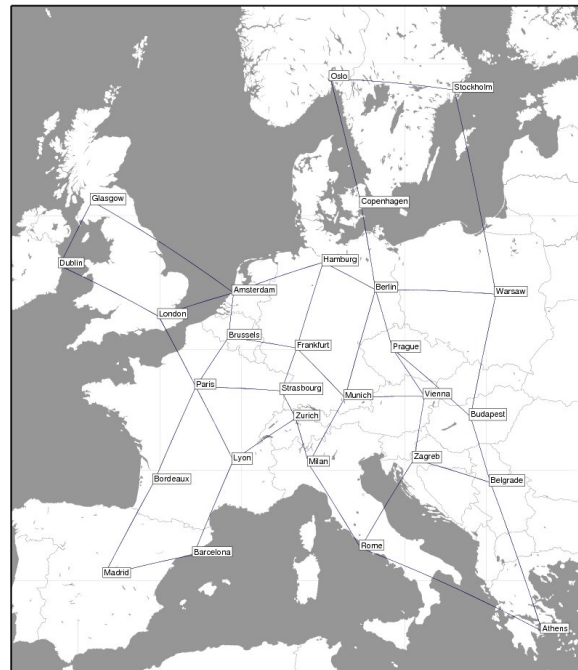 Oslo
Stockholm
Glasgow
Copenhagen
Dublin
Hamburg
Amsterdam
Berlin
Warsaw
London
Brussels
Frankfurt
Prague
Paris
Strasbourg
Munich
Vienna
Zurich
Budapest
Lyon
Milan
Zagreb
Bordeaux
Belgrade
Barcelona
Rome
Madrid
Athens